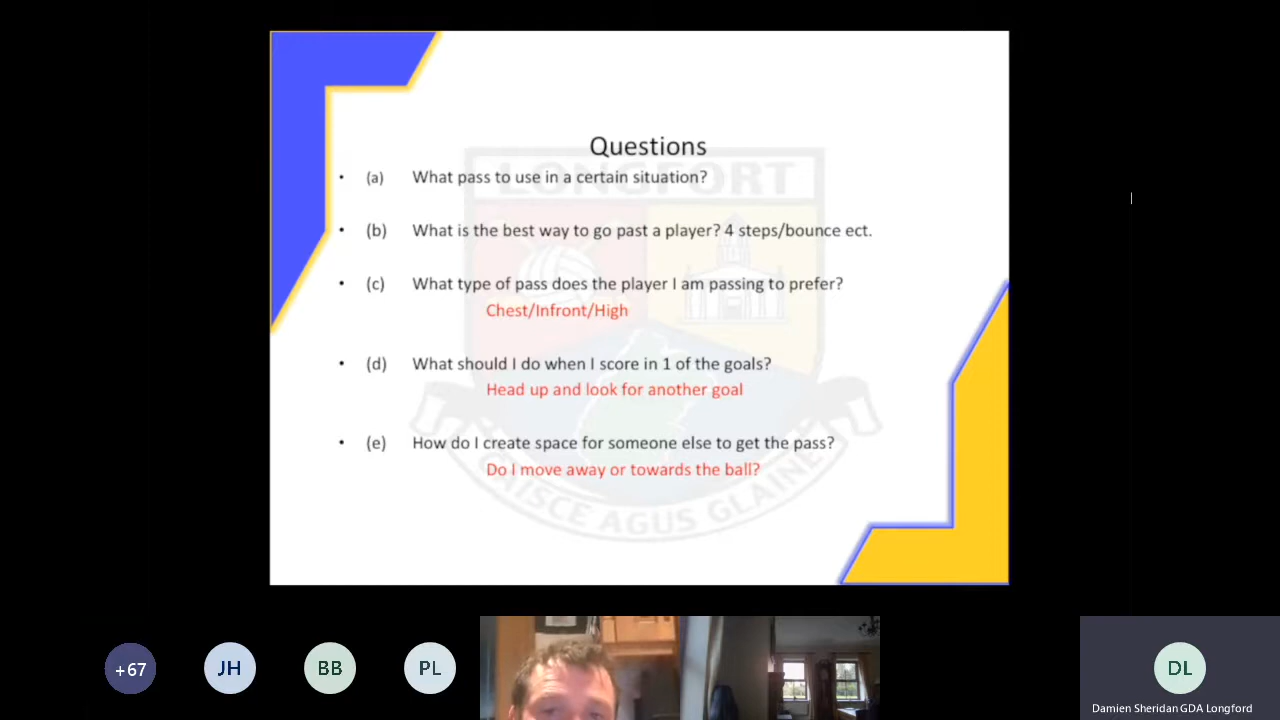 Questions
• (a) What pass to use in a certain situation?
• (b) What is the best way to go past a player? 4 steps/bounce ect.
• (c) What type of pass does the player I am passing to prefer?
Chest/Infront/High
• (d) What should I do when I score in 1 of the goals?
Head up and look for another goal
• (e) How do I create space for someone else to get the pass?
Do I move away or towards the ball?
LONGFORT
GAISCE AGUS GLAINE
+67
JH
BB
PL
DL
Damien Sheridan GDA Longford